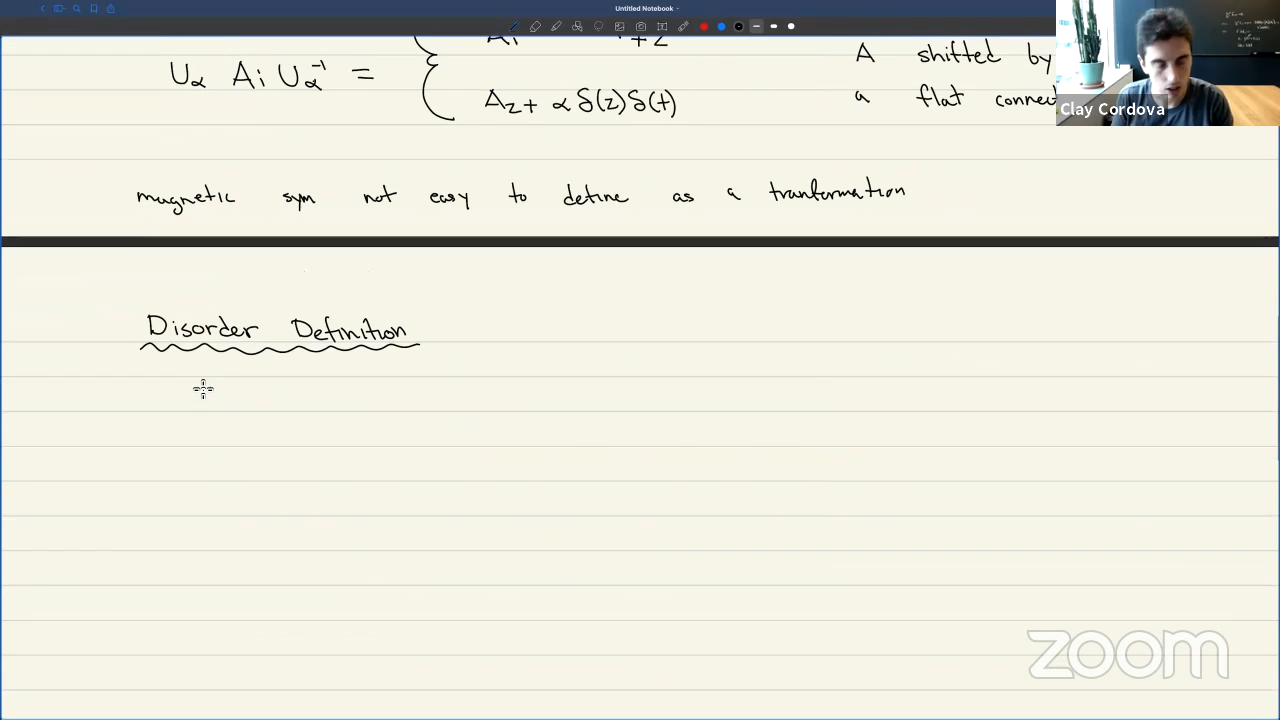 Untitled Notebook
A shifted by
Uα Ai Uα⁻¹ = { Ai i≠z
Az + α δ(z)δ(t)
a flat connect
Clay Cordova
magnetic sym not easy to define as a tranformation
Disorder Definition
zoom